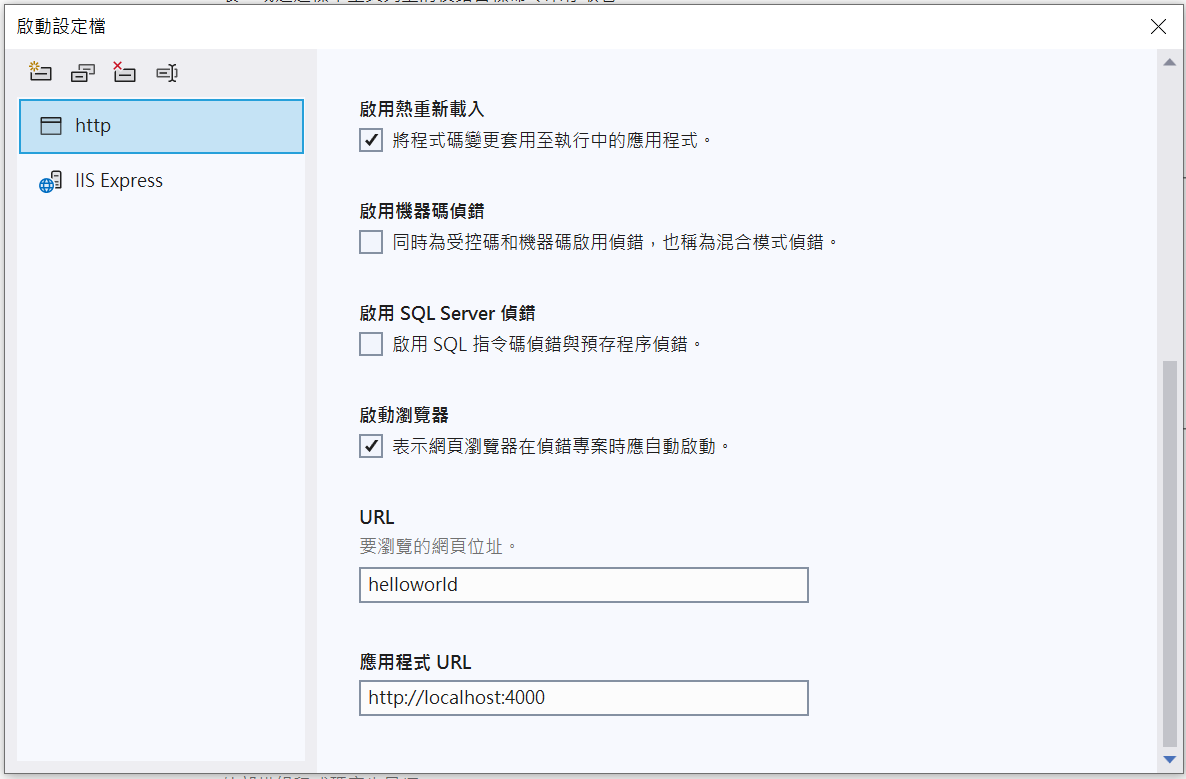 啟動設定檔
http
IIS Express
啟用熱重新載入
將程式碼變更套用至執行中的應用程式。
啟用機器碼偵錯
同時為受控碼和機器碼啟用偵錯，也稱為混合模式偵錯。
啟用 SQL Server 偵錯
啟用 SQL 指令碼偵錯與預存程序偵錯。
啟動瀏覽器
表示網頁瀏覽器在偵錯專案時應自動啟動。
URL
要瀏覽的網頁位址。
helloworld
應用程式 URL
http://localhost:4000